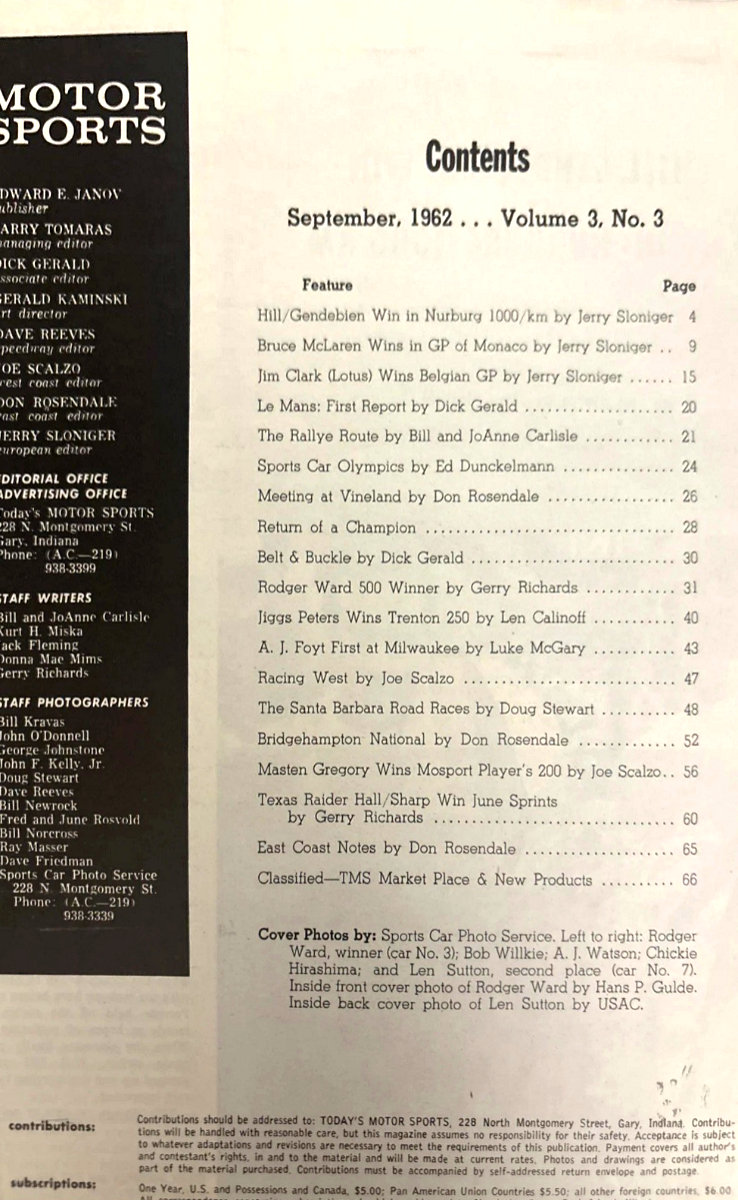 MOTOR
SPORTS
DWARD E. JANOV
ublisher
ARRY TOMARAS
anaging editor
ICK GERALD
ssociate editor
GERALD KAMINSKI
rt director
DAVE REEVES
peedway editor
JOE SCALZO
west coast editor
DON ROSENDALE
east coast editor
JERRY SLONIGER
european editor
EDITORIAL OFFICE
ADVERTISING OFFICE
Today's MOTOR SPORTS
228 N. Montgomery St.
Gary, Indiana
Phone: (A.C.—219)
938-3399
STAFF WRITERS
Bill and JoAnne Carlisle
Kurt H. Miska
Jack Fleming
Donna Mae Mims
Gerry Richards
STAFF PHOTOGRAPHERS
Bill Kravas
John O'Donnell
George Johnstone
John F. Kelly, Jr.
Doug Stewart
Dave Reeves
Bill Newrock
Fred and June Rosvold
Bill Norcross
Ray Masser
Dave Friedman
Sports Car Photo Service
228 N. Montgomery St.
Phone: (A.C.—219)
938-3339
Contents
September, 1962 . . . Volume 3, No. 3
Feature Page
Hill/Gendebien Win in Nurburg 1000/km by Jerry Sloniger 4
Bruce McLaren Wins in GP of Monaco by Jerry Sloniger .. 9
Jim Clark (Lotus) Wins Belgian GP by Jerry Sloniger ...... 15
Le Mans: First Report by Dick Gerald .................... 20
The Rallye Route by Bill and JoAnne Carlisle ............ 21
Sports Car Olympics by Ed Dunckelmann ............... 24
Meeting at Vineland by Don Rosendale ................. 26
Return of a Champion ................................... 28
Belt & Buckle by Dick Gerald ............................ 30
Rodger Ward 500 Winner by Gerry Richards ............ 31
Jiggs Peters Wins Trenton 250 by Len Calinoff ........... 40
A. J. Foyt First at Milwaukee by Luke McGary ........... 43
Racing West by Joe Scalzo ............................. 47
The Santa Barbara Road Races by Doug Stewart .......... 48
Bridgehampton National by Don Rosendale .............. 52
Masten Gregory Wins Mosport Player's 200 by Joe Scalzo.. 56
Texas Raider Hall/Sharp Win June Sprints
by Gerry Richards ................................. 60
East Coast Notes by Don Rosendale ..................... 65
Classified—TMS Market Place & New Products .......... 66
Cover Photos by: Sports Car Photo Service. Left to right: Rodger
Ward, winner (car No. 3); Bob Willkie; A. J. Watson; Chickie
Hirashima; and Len Sutton, second place (car No. 7).
Inside front cover photo of Rodger Ward by Hans P. Gulde.
Inside back cover photo of Len Sutton by USAC.
contributions: Contributions should be addressed to: TODAY'S MOTOR SPORTS, 228 North Montgomery Street, Gary, Indiana. Contribu-
tions will be handled with reasonable care, but this magazine assumes no responsibility for their safety. Acceptance is subject
to whatever adaptations and revisions are necessary to meet the requirements of this publication. Payment covers all author's
and contestant's rights, in and to the material and will be made at current rates. Photos and drawings are considered as
part of the material purchased. Contributions must be accompanied by self-addressed return envelope and postage.
subscriptions: One Year, U.S. and Possessions and Canada, $5.00; Pan American Union Countries $5.50; all other foreign countries, $6.00